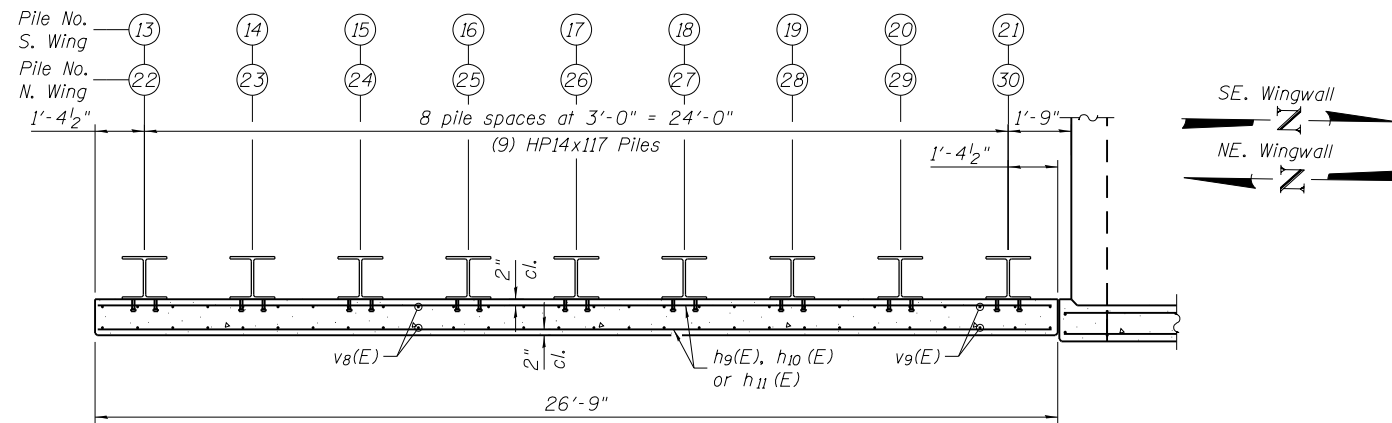 Pile No.
S. Wing
13 14 15 16 17 18 19 20 21
Pile No.
N. Wing
22 23 24 25 26 27 28 29 30
SE. Wingwall
N
NE. Wingwall
N
1'-4½"
8 pile spaces at 3'-0" = 24'-0"
1'-9"
(9) HP14x117 Piles
1'-4½"
2"
cl.
v8(E)
2"
cl.
h9(E), h10 (E)
or h11 (E)
v9(E)
26'-9"